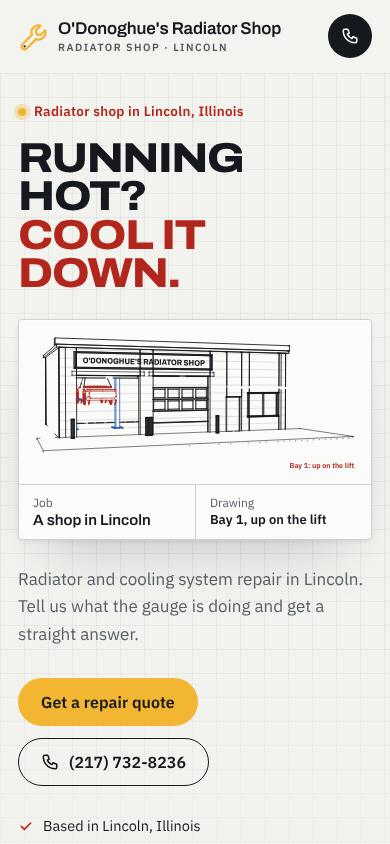 O'Donoghue's Radiator Shop
RADIATOR SHOP · LINCOLN
Radiator shop in Lincoln, Illinois
RUNNING
HOT?
COOL IT
DOWN.
O'DONOGHUE'S RADIATOR SHOP
Bay 1: up on the lift
Job
A shop in Lincoln
Drawing
Bay 1, up on the lift
Radiator and cooling system repair in Lincoln.
Tell us what the gauge is doing and get a
straight answer.
Get a repair quote
(217) 732-8236
Based in Lincoln, Illinois